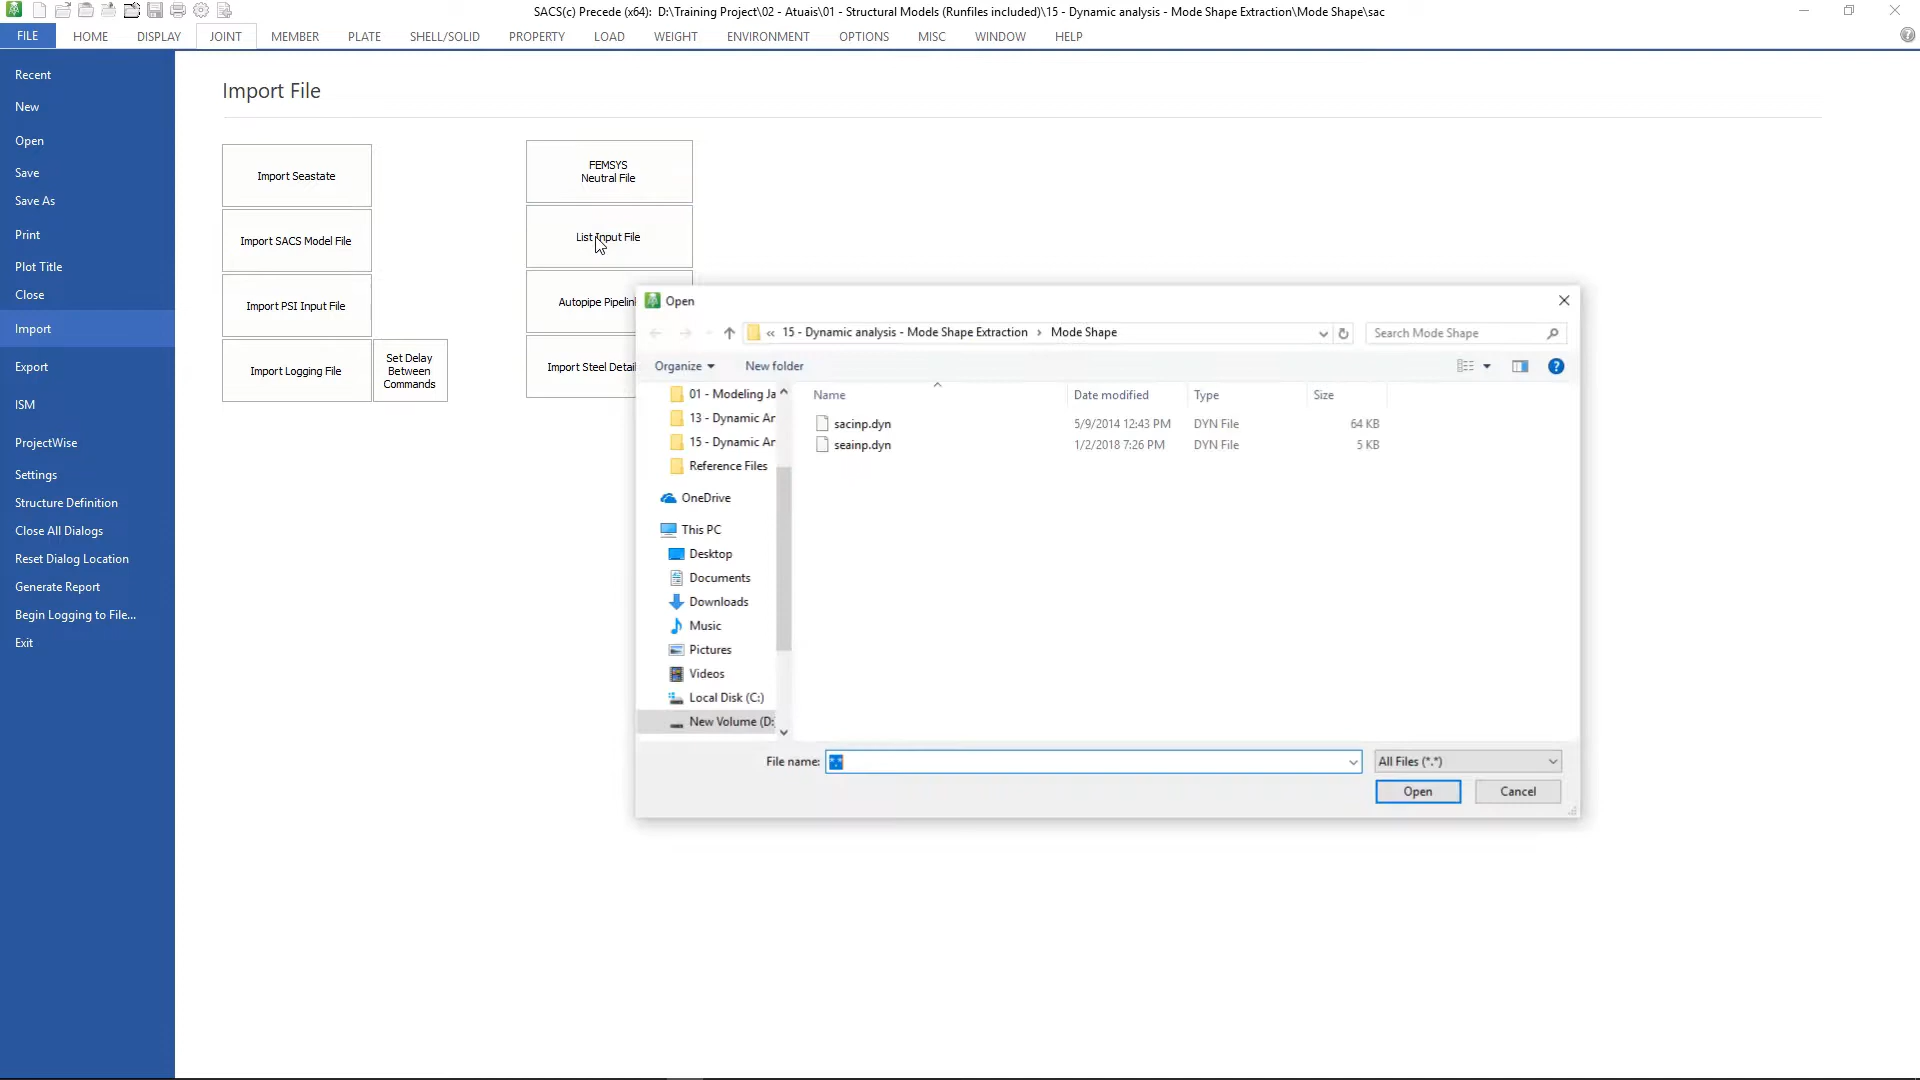 SACS(c) Precede (x64):  D:\Training Project\02 - Atuais\01 - Structural Models (Runfiles included)\15 - Dynamic analysis - Mode Shape Extraction\Mode Shape\sac
FILE
HOME
DISPLAY
JOINT
MEMBER
PLATE
SHELL/SOLID
PROPERTY
LOAD
WEIGHT
ENVIRONMENT
OPTIONS
MISC
WINDOW
HELP
Recent
New
Open
Save
Save As
Print
Plot Title
Close
Import
Export
ISM
ProjectWise
Settings
Structure Definition
Close All Dialogs
Reset Dialog Location
Generate Report
Begin Logging to File...
Exit
Import File
Import Seastate
Import SACS Model File
Import PSI Input File
Import Logging File
Set Delay
Between
Commands
FEMSYS
Neutral File
List Input File
Autopipe Pipelin
Import Steel Detail
Open
« 15 - Dynamic analysis - Mode Shape Extraction › Mode Shape
Search Mode Shape
Organize
New folder
01 - Modeling Ja
13 - Dynamic Ar
15 - Dynamic Ar
Reference Files
OneDrive
This PC
Desktop
Documents
Downloads
Music
Pictures
Videos
Local Disk (C:)
New Volume (D:
Name
Date modified
Type
Size
sacinp.dyn
5/9/2014 12:43 PM
DYN File
64 KB
seainp.dyn
1/2/2018 7:26 PM
DYN File
5 KB
File name:
*.*
All Files (*.*)
Open
Cancel